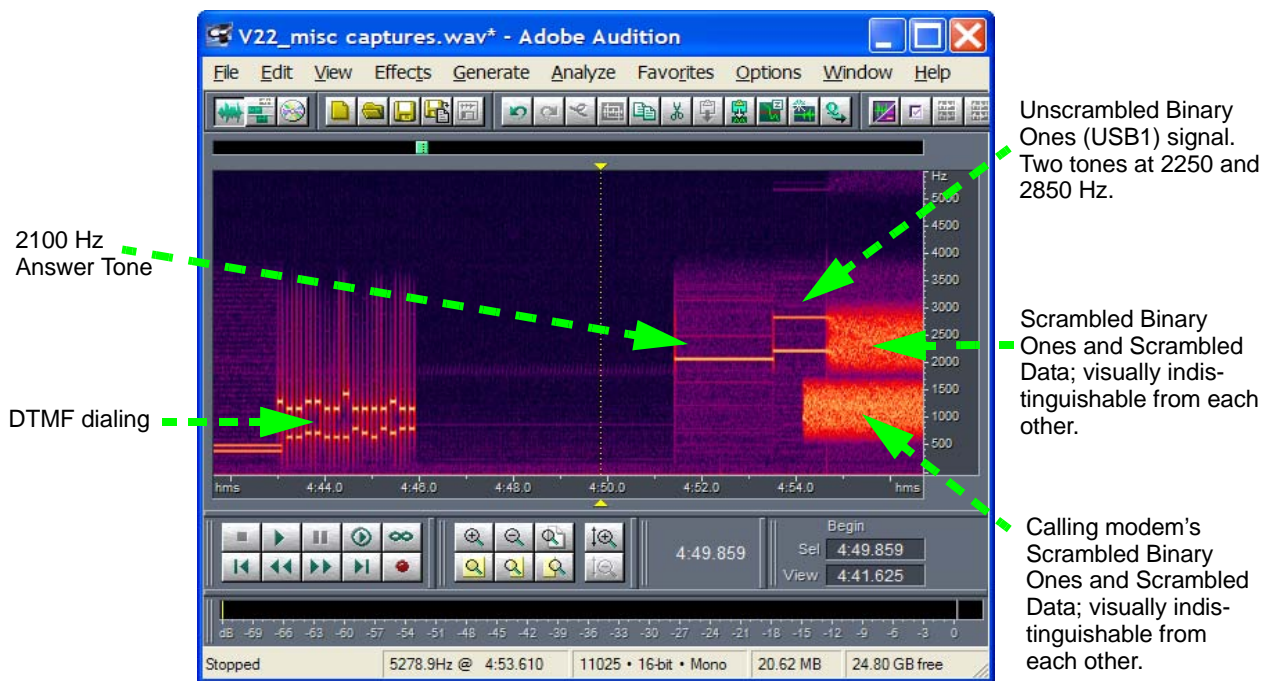 V22_misc captures.wav* - Adobe Audition
File Edit View Effects Generate Analyze Favorites Options Window Help
Unscrambled Binary
Ones (USB1) signal.
Two tones at 2250 and
2850 Hz.
2100 Hz
Answer Tone
DTMF dialing
Scrambled Binary
Ones and Scrambled
Data; visually indis-
tinguishable from each
other.
Calling modem's
Scrambled Binary
Ones and Scrambled
Data; visually indis-
tinguishable from
each other.
Hz
5000
4500
4000
3500
3000
2500
2000
1500
1000
500
hms 4:44.0 4:46.0 4:48.0 4:50.0 4:52.0 4:54.0 hms
4:49.859
Begin
Sel 4:49.859
View 4:41.625
dB -69 -66 -63 -60 -57 -54 -51 -48 -45 -42 -39 -36 -33 -30 -27 -24 -21 -18 -15 -12 -9 -6 -3 0
Stopped 5278.9Hz @ 4:53.610 11025 • 16-bit • Mono 20.62 MB 24.80 GB free